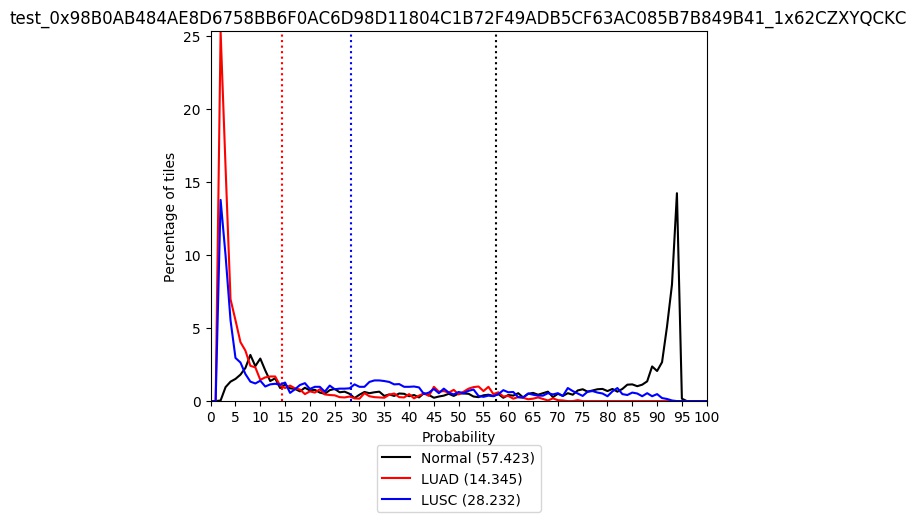 test_0x98B0AB484AE8D6758BB6F0AC6D98D11804C1B72F49ADB5CF63AC085B7B849B41_1x62CZXYQCKC
25
20
15
10
5
0
Percentage of tiles
0 5 10 15 20 25 30 35 40 45 50 55 60 65 70 75 80 85 90 95 100
Probability
Normal (57.423)
LUAD (14.345)
LUSC (28.232)